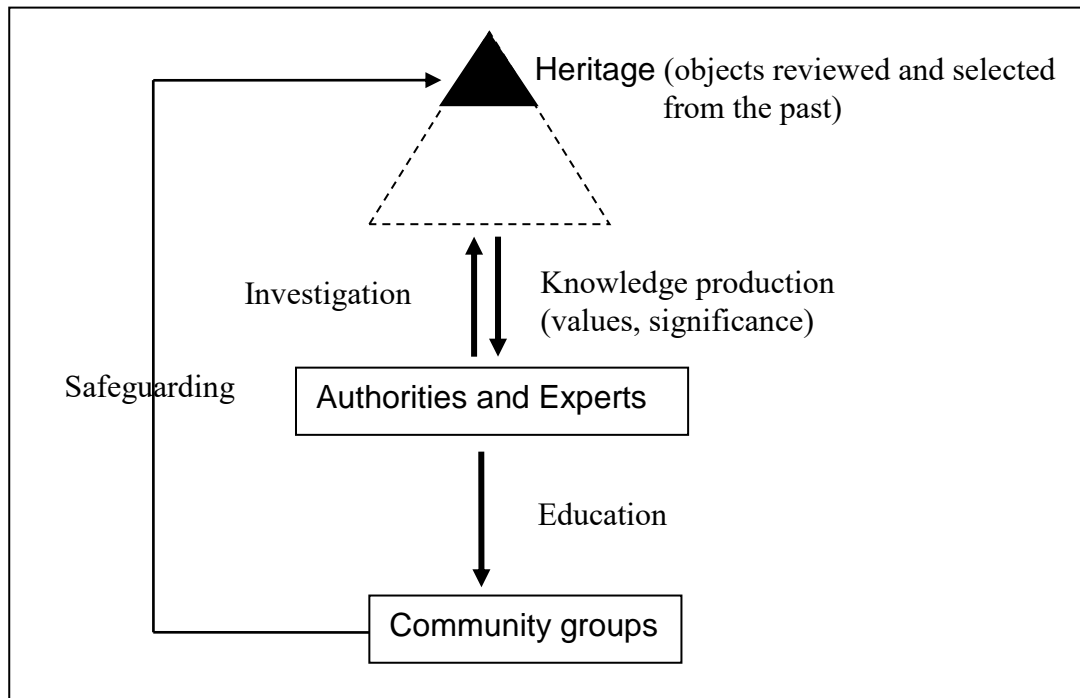 Heritage (objects reviewed and selected
from the past)
Investigation
Knowledge production
(values, significance)
Safeguarding
Authorities and Experts
Education
Community groups